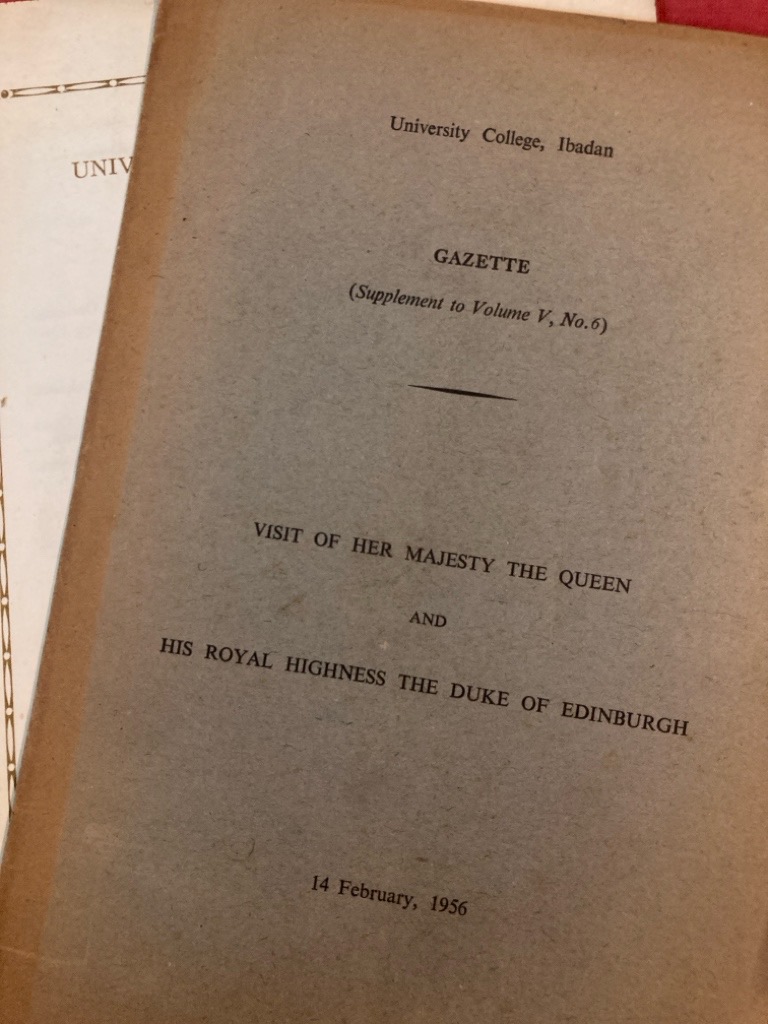 University College, Ibadan
GAZETTE
(Supplement to Volume V, No.6)
VISIT OF HER MAJESTY THE QUEEN
AND
HIS ROYAL HIGHNESS THE DUKE OF EDINBURGH
14 February, 1956
UNIV